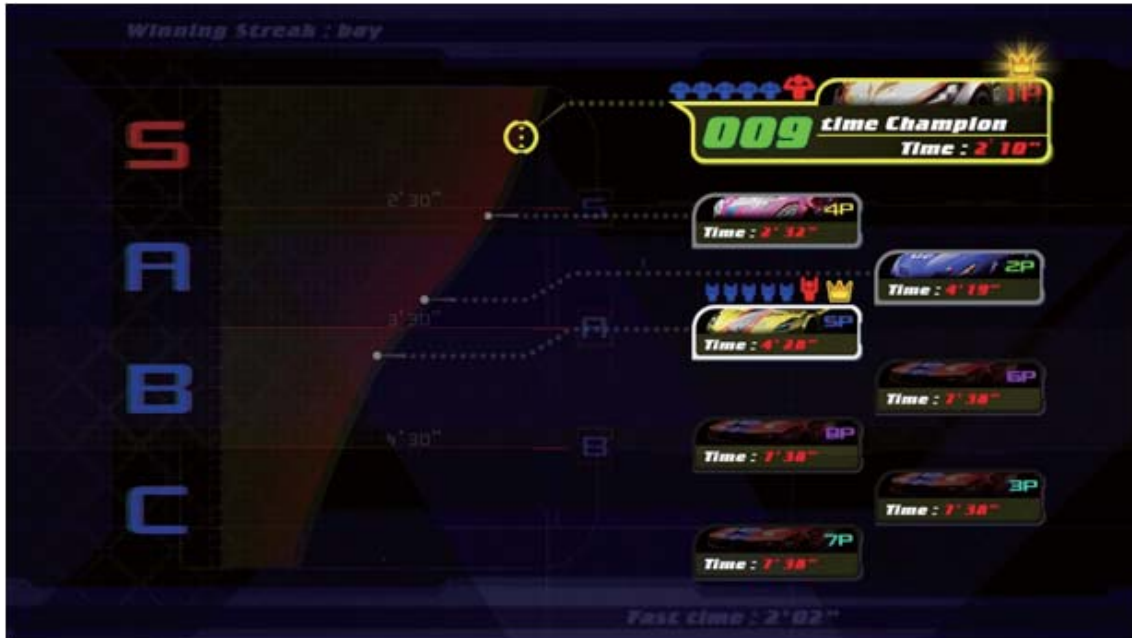 Winning Streak : boy
1P
009 time Champion
Time : 2'10"
S
2'30"
S
4P
Time : 2'32"
A
2P
Time : 4'19"
3'30"
A
5P
Time : 4'28"
B
6P
Time : 7'38"
4'30"
B
8P
Time : 7'38"
C
3P
Time : 7'38"
7P
Time : 7'38"
Fast time : 2'02"